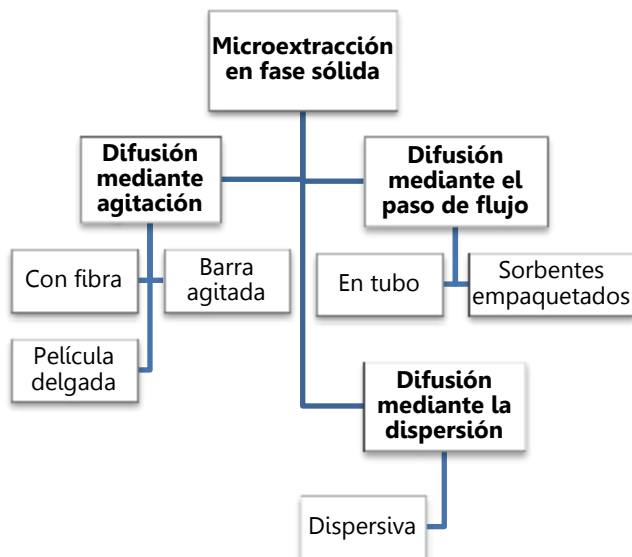 Microextracción
en fase sólida
Difusión
mediante
agitación
Difusión
mediante el
paso de flujo
Con fibra
Barra
agitada
En tubo
Sorbentes
empaquetados
Película
delgada
Difusión
mediante la
dispersión
Dispersiva